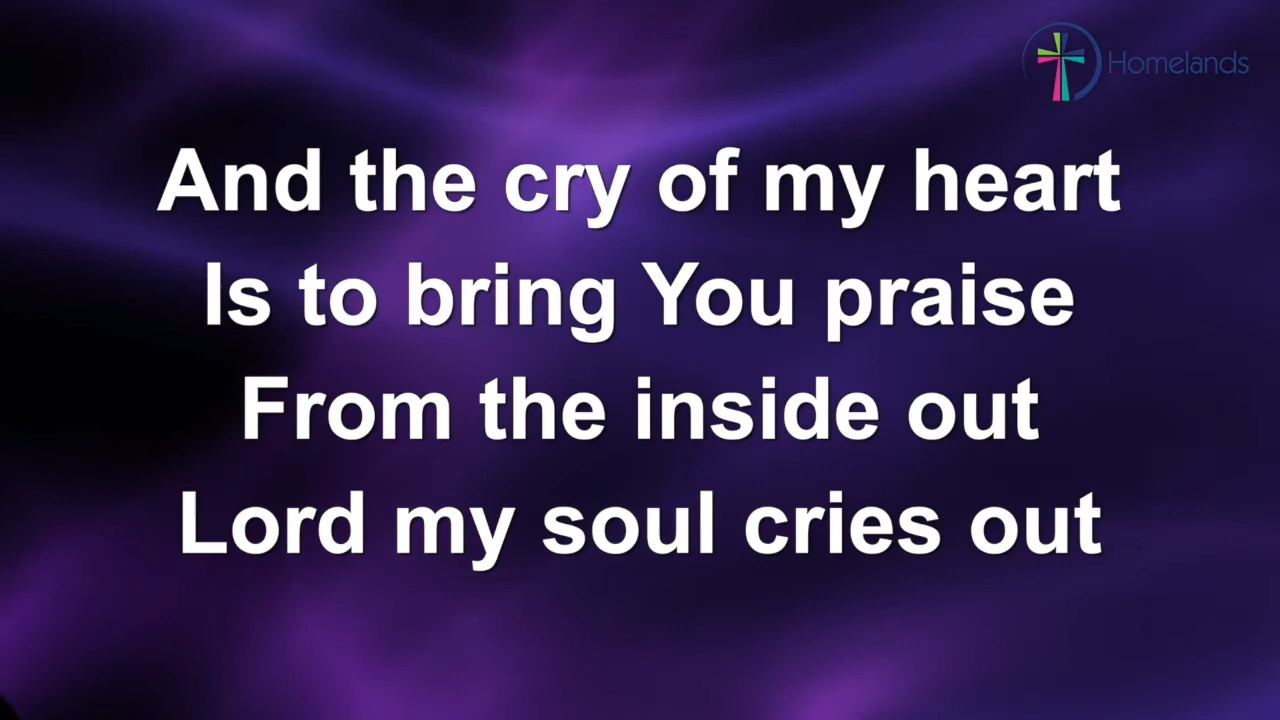 Homelands
And the cry of my heart
Is to bring You praise
From the inside out
Lord my soul cries out